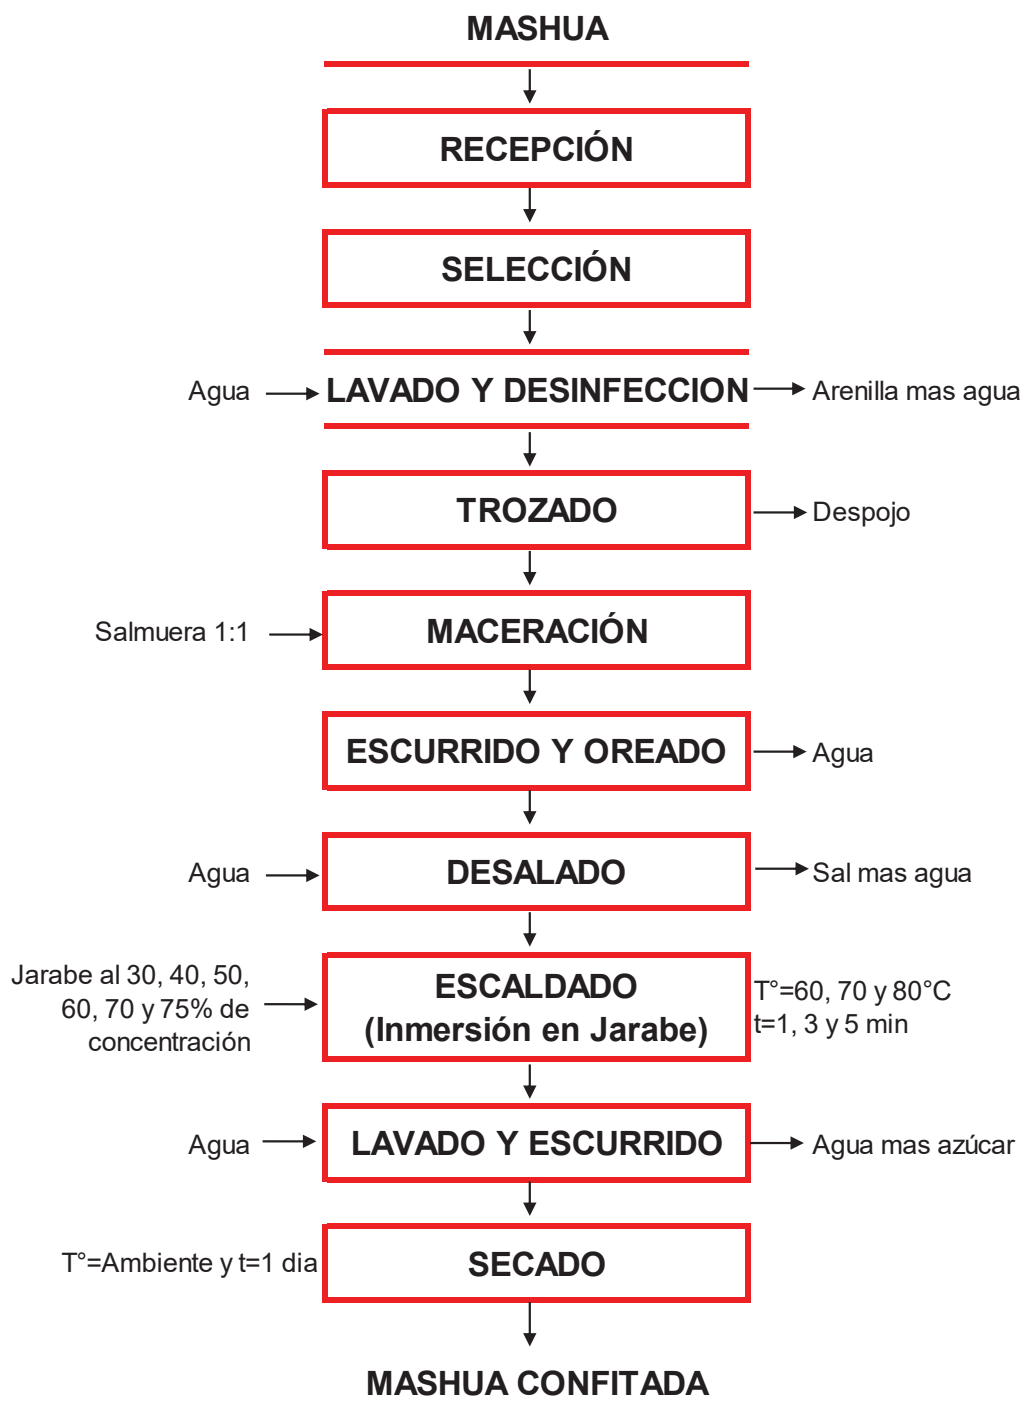 MASHUA
RECEPCIÓN
SELECCIÓN
Agua
LAVADO Y DESINFECCION
Arenilla mas agua
TROZADO
Despojo
Salmuera 1:1
MACERACIÓN
ESCURRIDO Y OREADO
Agua
Agua
DESALADO
Sal mas agua
Jarabe al 30, 40, 50,
60, 70 y 75% de
concentración
ESCALDADO
(Inmersión en Jarabe)
T°=60, 70 y 80°C
t=1, 3 y 5 min
Agua
LAVADO Y ESCURRIDO
Agua mas azúcar
T°=Ambiente y t=1 dia
SECADO
MASHUA CONFITADA